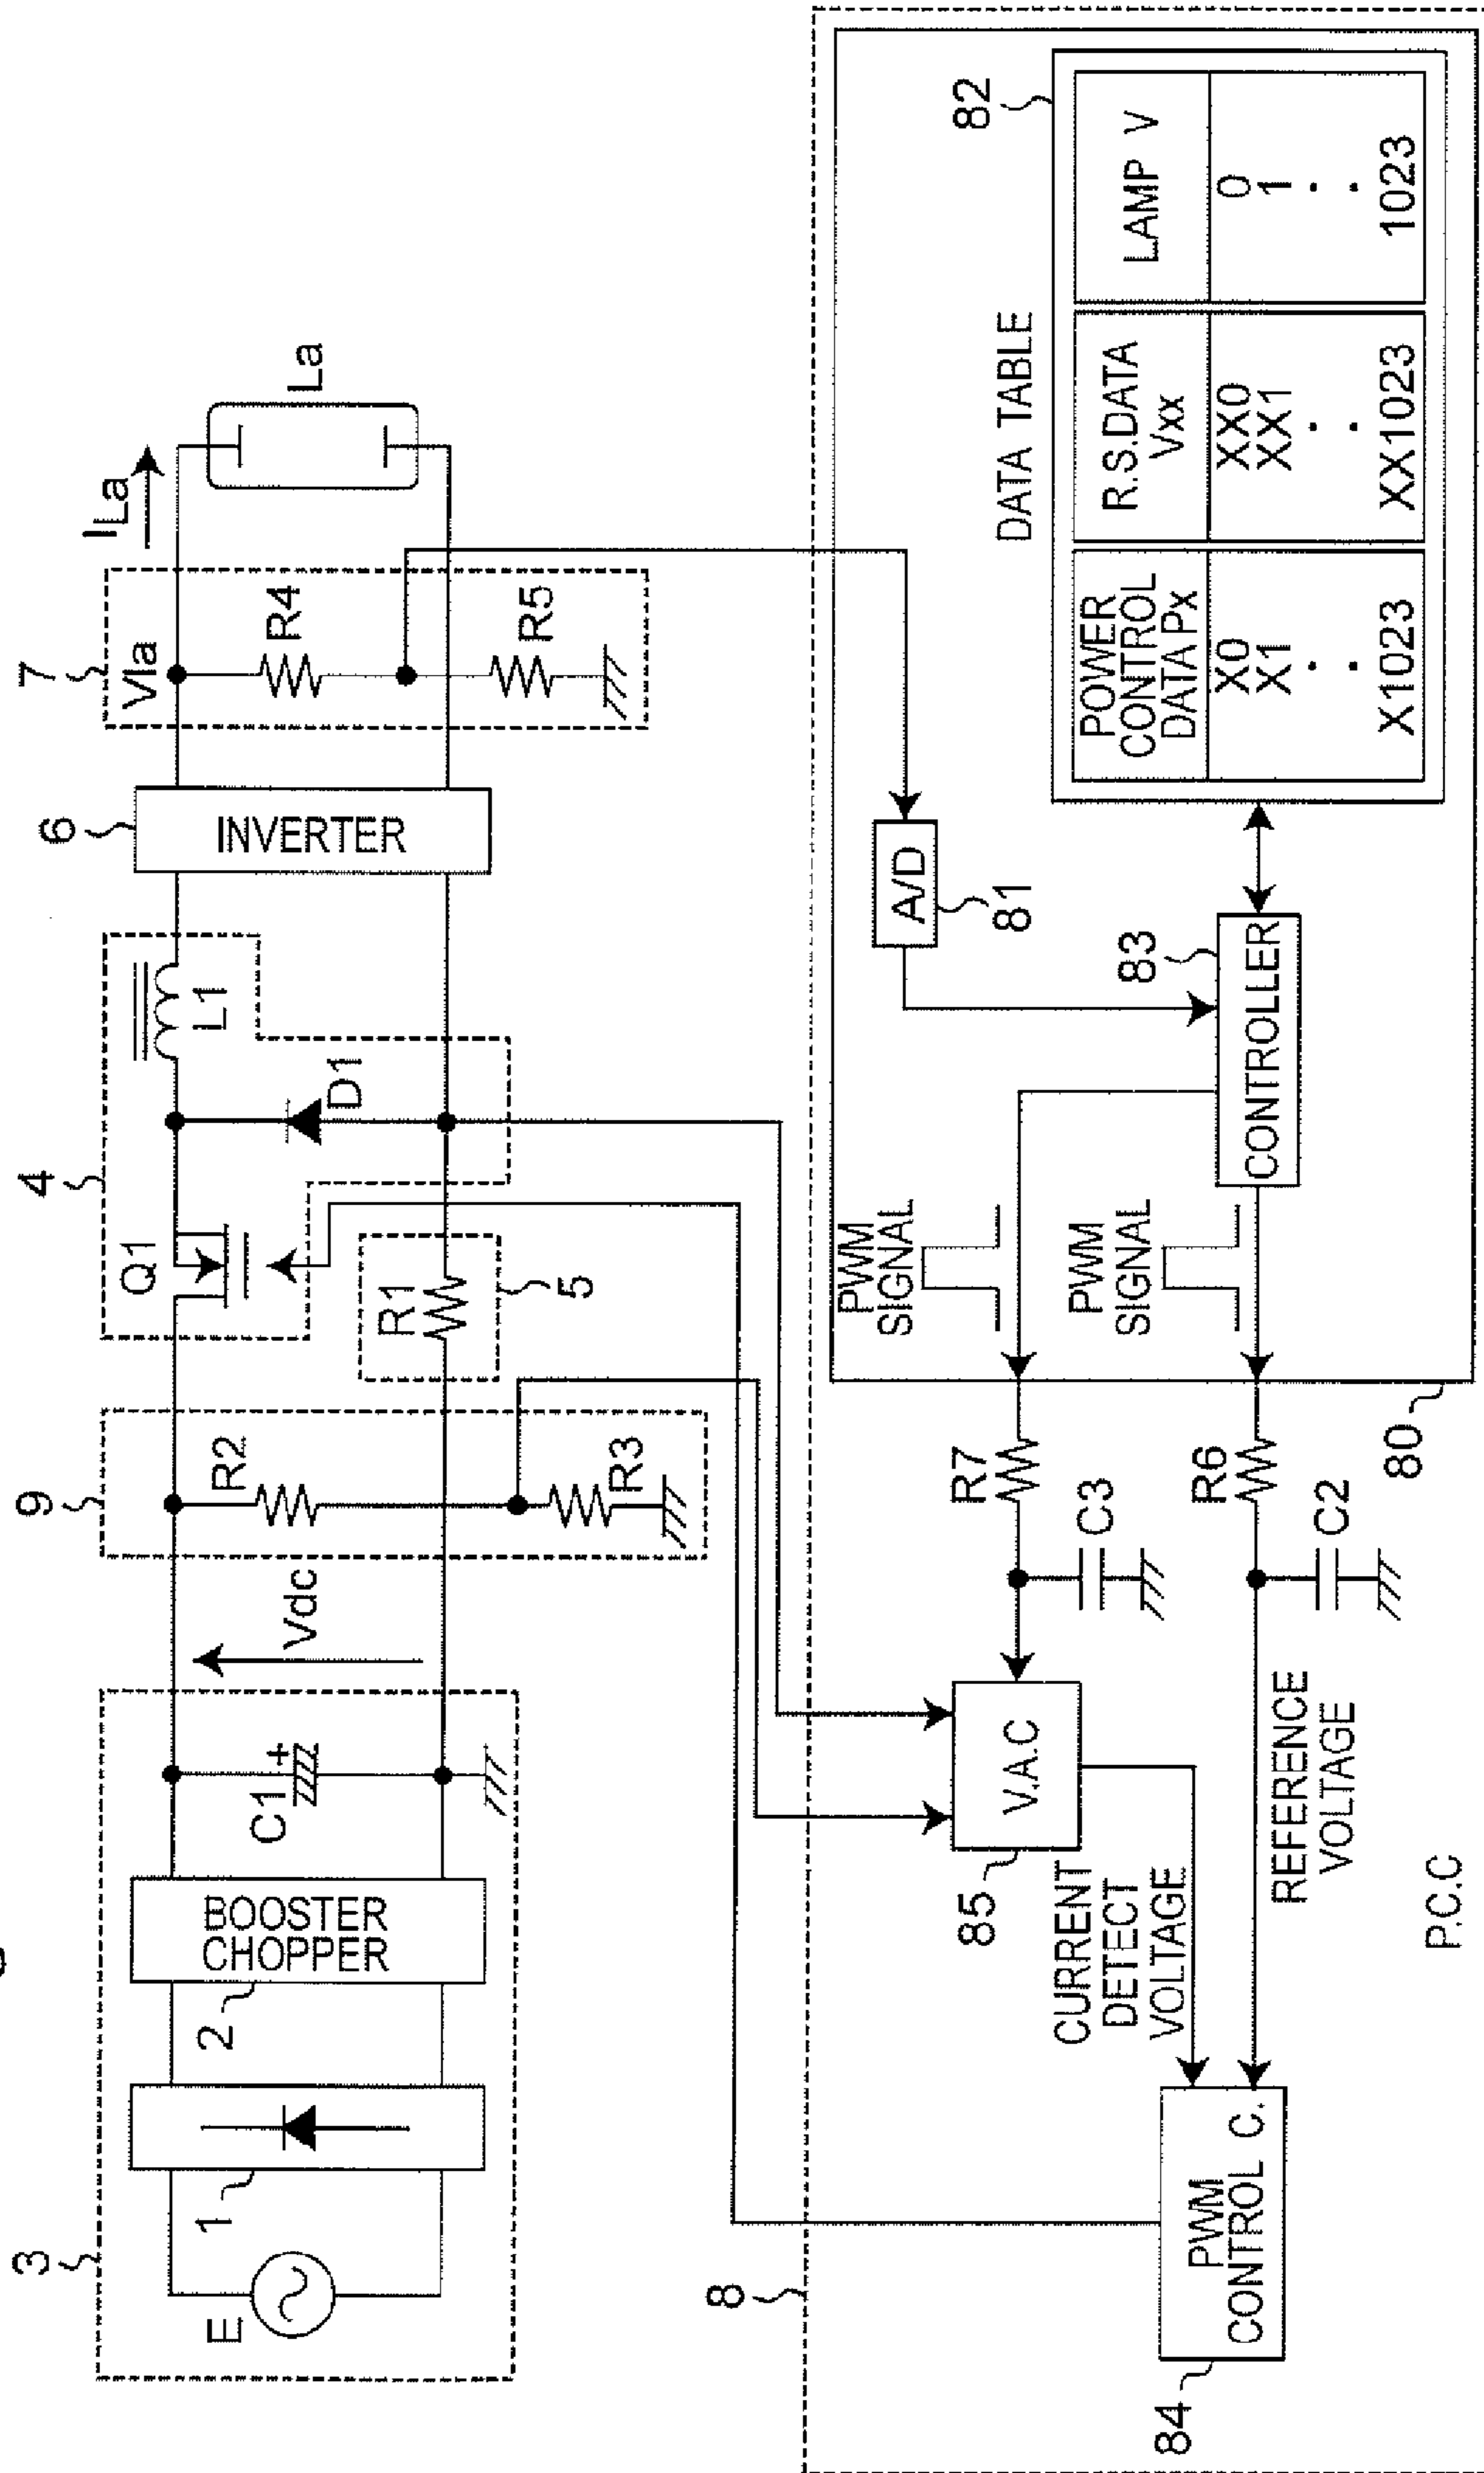 3
E
1
2
BOOSTER
CHOPPER
C1
+
Vdc
9
R2
R3
4
Q1
D1
L1
R1
5
6
INVERTER
7
Vla
R4
R5
ILa
La
8
84
PWM
CONTROL C.
85
V.A.C
CURRENT
DETECT
VOLTAGE
REFERENCE
VOLTAGE
P.C.C
R7
C3
R6
C2
80
PWM
SIGNAL
PWM
SIGNAL
83
CONTROLLER
A/D
81
82
DATA TABLE
POWER
CONTROL
DATA Px
X0
X1
.
.
X1023
R.S.DATA
Vxx
XX0
XX1
.
.
XX1023
LAMP V
0
1
.
.
1023